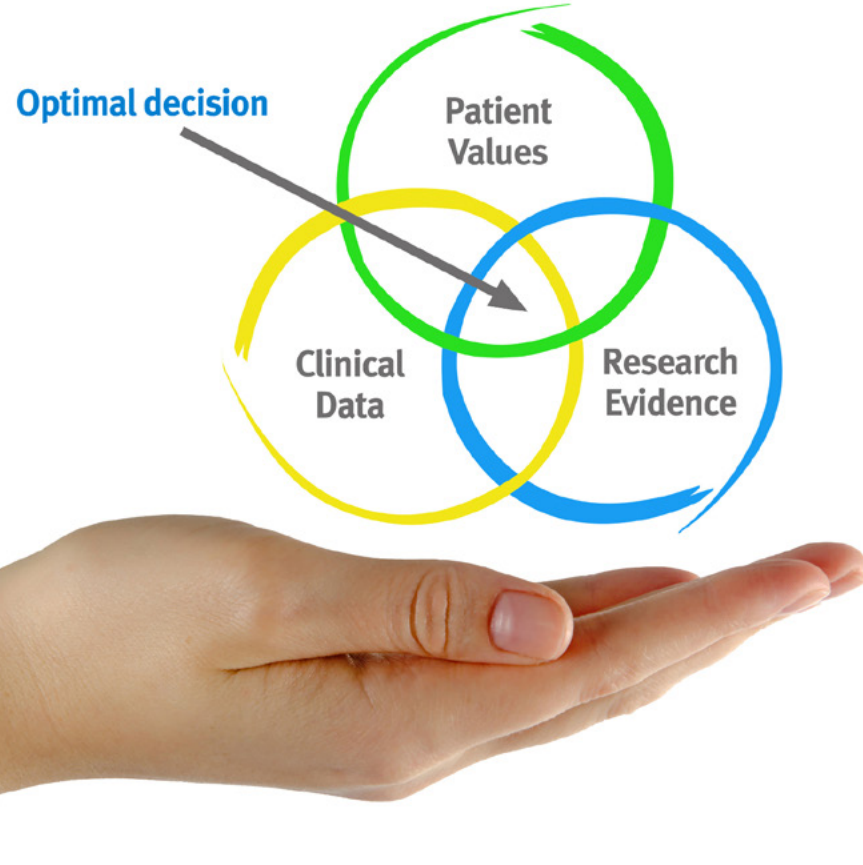 Optimal decision
Patient
Values
Clinical
Data
Research
Evidence